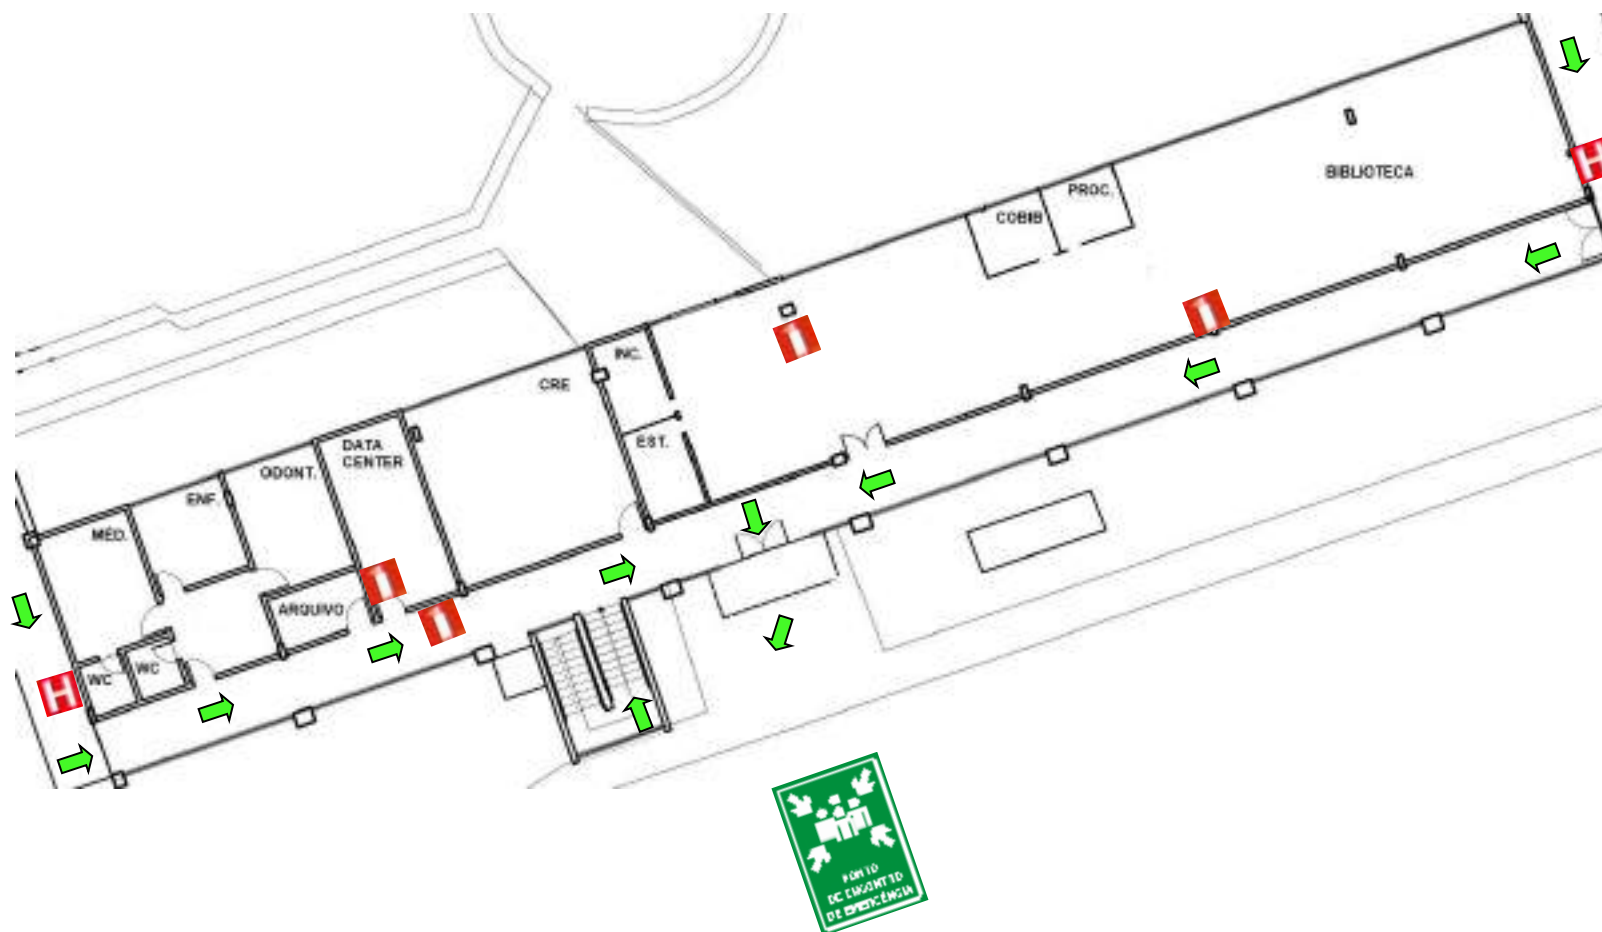 BIBLIOTECA
PROC.
COBIB
H
INC.
CRE
EST.
DATA
CENTER
ODONT.
ENF.
MÉD.
ARQUIVO
WC
WC
H
PONTO
DE ENCONTRO
DE EMERGÊNCIA